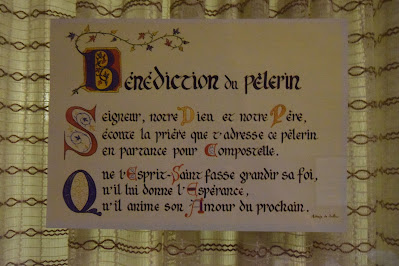 Bénédiction du pèlerin
Seigneur, notre Dieu et notre Père,
écoute la prière que t'adresse ce pèlerin
en partance pour Compostelle.
Que l'Esprit-Saint fasse grandir sa foi,
qu'il lui donne l'Espérance,
qu'il anime son Amour du prochain.